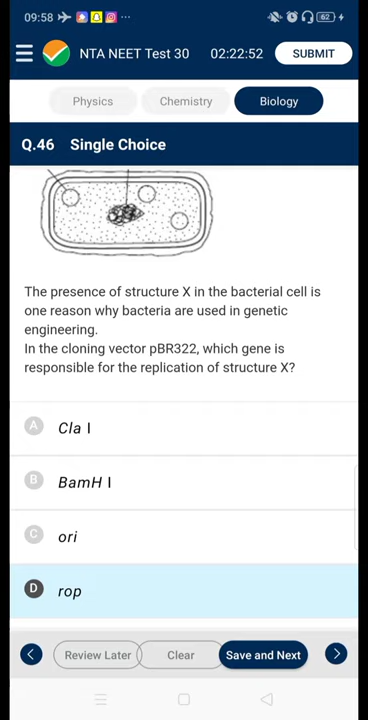 09:58 62
NTA NEET Test 30 02:22:52 SUBMIT
Physics Chemistry Biology
Q.46 Single Choice
The presence of structure X in the bacterial cell is
one reason why bacteria are used in genetic
engineering.
In the cloning vector pBR322, which gene is
responsible for the replication of structure X?
A Cla I
B BamH I
C ori
D rop
Review Later Clear Save and Next